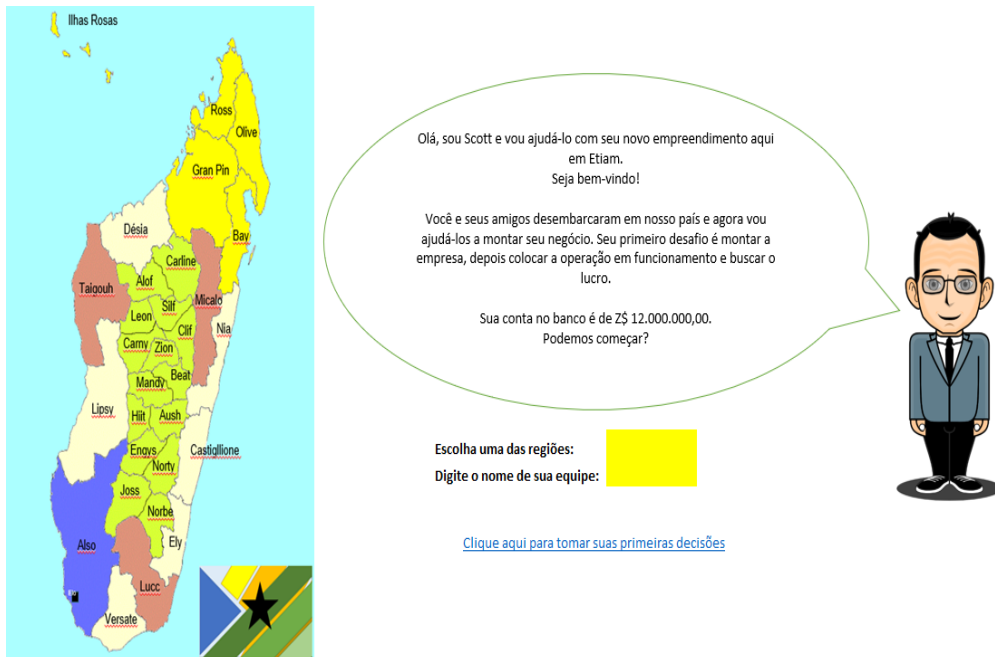 Ilhas Rosas
Ross
Olive
Gran Pin
Désia
Bay
Carline
Taigouh
Alof
Micalo
Silf
Leon
Clif
Nia
Carny
Zion
Mandy
Beat
Lipsy
Hiit
Aush
Castigllione
Engvs
Norty
Joss
Norbe
Also
Ely
Lucc
Versate
Olá, sou Scott e vou ajudá-lo com seu novo empreendimento aqui
em Etiam.
Seja bem-vindo!
Você e seus amigos desembarcaram em nosso país e agora vou
ajudá-los a montar seu negócio. Seu primeiro desafio é montar a
empresa, depois colocar a operação em funcionamento e buscar o
lucro.
Sua conta no banco é de Z$ 12.000.000,00.
Podemos começar?
Escolha uma das regiões:
Digite o nome de sua equipe:
Clique aqui para tomar suas primeiras decisões